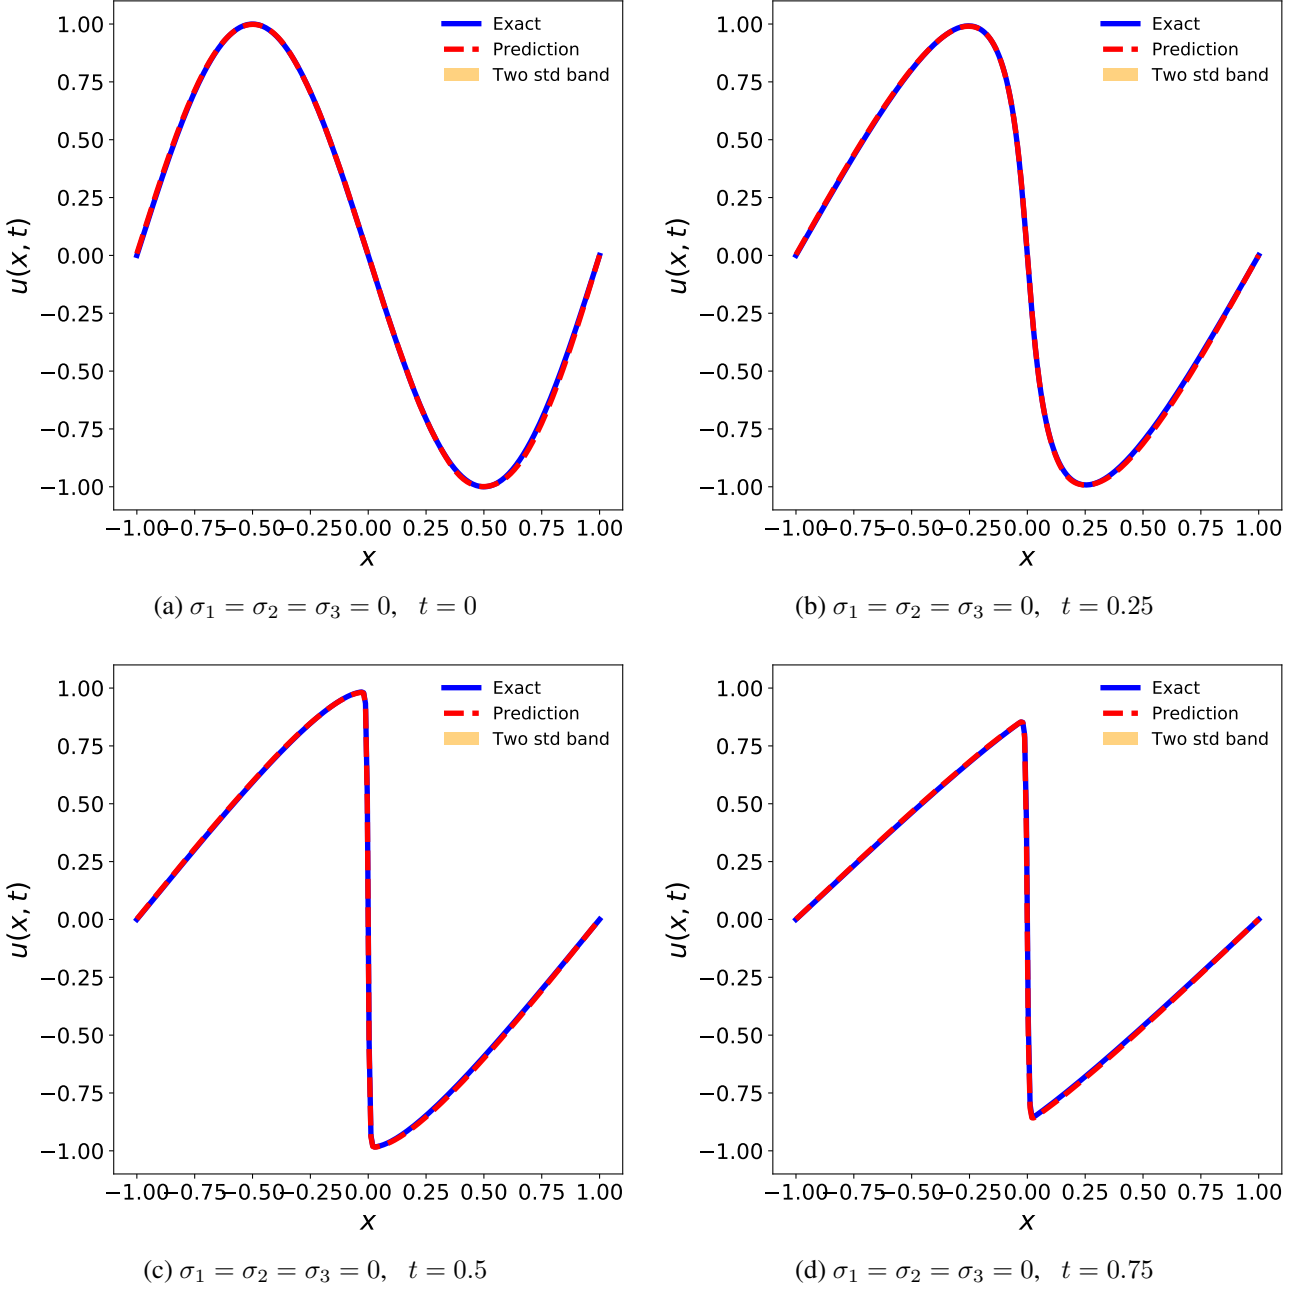 1.00
0.75
0.50
0.25
0.00
−0.25
−0.50
−0.75
−1.00
u(x, t)
Exact
Prediction
Two std band
−1.00−0.75−0.50−0.25 0.00 0.25 0.50 0.75 1.00
x
(a) σ₁ = σ₂ = σ₃ = 0, t = 0
1.00
0.75
0.50
0.25
0.00
−0.25
−0.50
−0.75
−1.00
u(x, t)
Exact
Prediction
Two std band
−1.00−0.75−0.50−0.25 0.00 0.25 0.50 0.75 1.00
x
(b) σ₁ = σ₂ = σ₃ = 0, t = 0.25
1.00
0.75
0.50
0.25
0.00
−0.25
−0.50
−0.75
−1.00
u(x, t)
Exact
Prediction
Two std band
−1.00−0.75−0.50−0.25 0.00 0.25 0.50 0.75 1.00
x
(c) σ₁ = σ₂ = σ₃ = 0, t = 0.5
1.00
0.75
0.50
0.25
0.00
−0.25
−0.50
−0.75
−1.00
u(x, t)
Exact
Prediction
Two std band
−1.00−0.75−0.50−0.25 0.00 0.25 0.50 0.75 1.00
x
(d) σ₁ = σ₂ = σ₃ = 0, t = 0.75